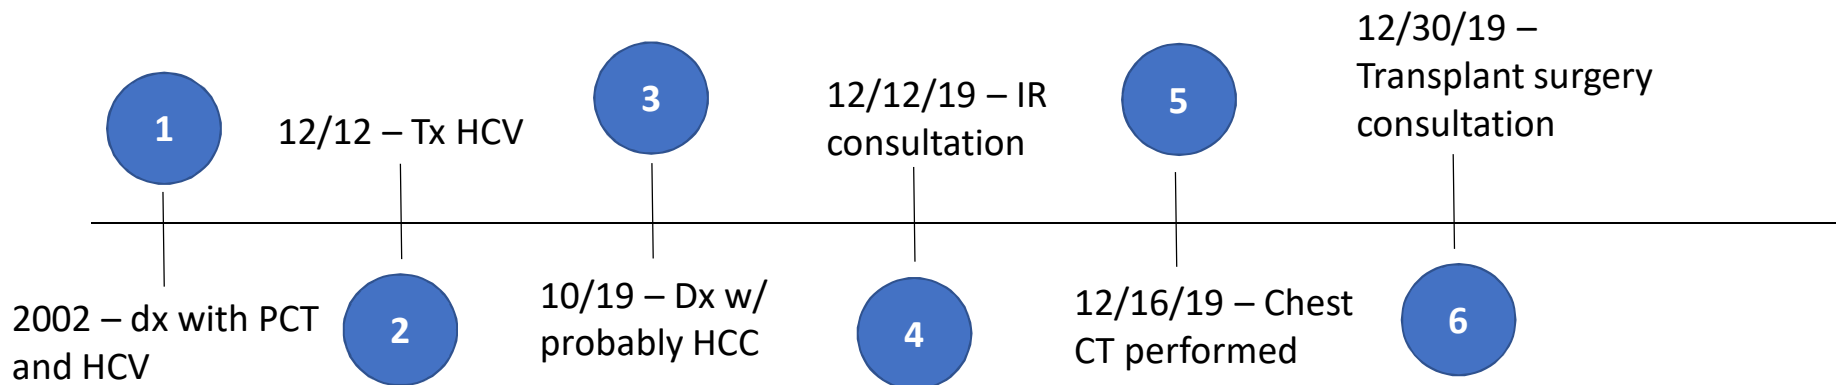 1
2002 – dx with PCT
and HCV
12/12 – Tx HCV
2
3
10/19 – Dx w/
probably HCC
12/12/19 – IR
consultation
4
5
12/16/19 – Chest
CT performed
12/30/19 –
Transplant surgery
consultation
6